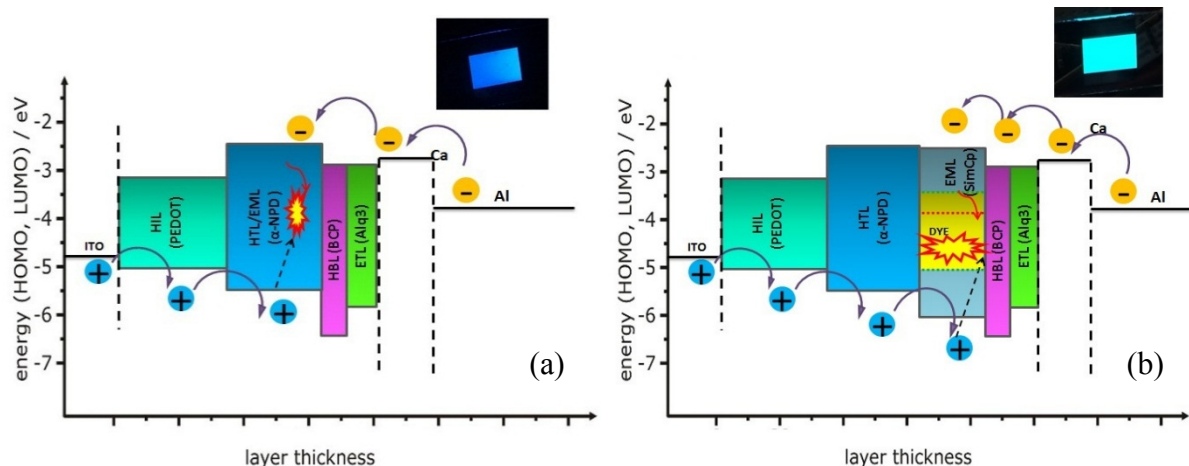 energy (HOMO, LUMO) / eV
-2
-3
-4
-5
-6
-7
ITO
HIL
(PEDOT)
HTL/EML
(α-NPD)
HBL (BCP)
ETL (Alq3)
Ca
Al
+
+
+
-
-
-
(a)
layer thickness
energy (HOMO, LUMO) / eV
-2
-3
-4
-5
-6
-7
ITO
HIL
(PEDOT)
HTL
(α-NPD)
EML
(SimCp)
DYE
HBL (BCP)
ETL (Alq3)
Ca
Al
+
+
+
+
-
-
-
-
(b)
layer thickness